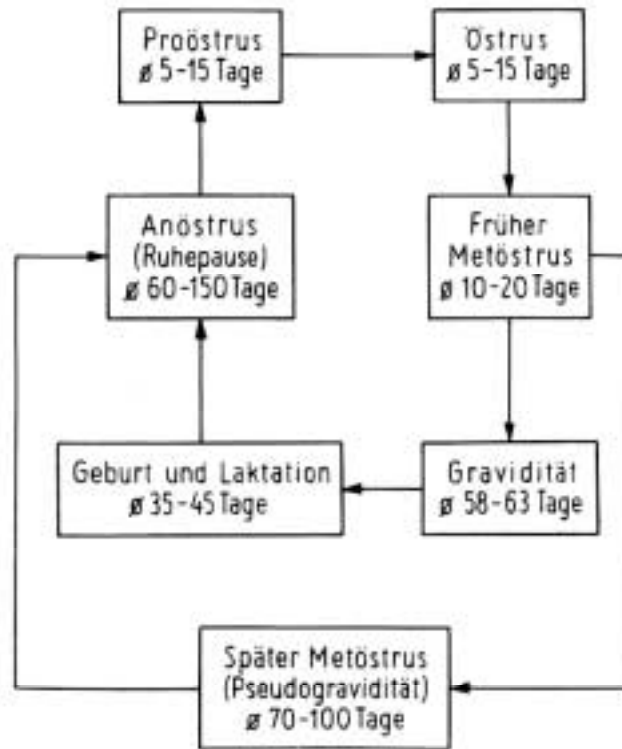 Proöstrus
ø 5-15 Tage
Östrus
ø 5-15 Tage
Anöstrus
(Ruhepause)
ø 60-150 Tage
Früher
Metöstrus
ø 10-20 Tage
Geburt und Laktation
ø 35-45 Tage
Gravidität
ø 58-63 Tage
Später Metöstrus
(Pseudogravidität)
ø 70-100 Tage